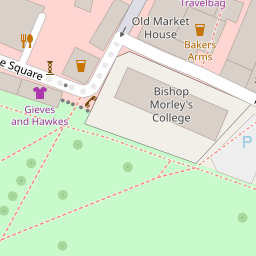 Travelbag
Old Market
House
Bakers
Arms
e Square
Gieves
and Hawkes
Bishop
Morley's
College
P